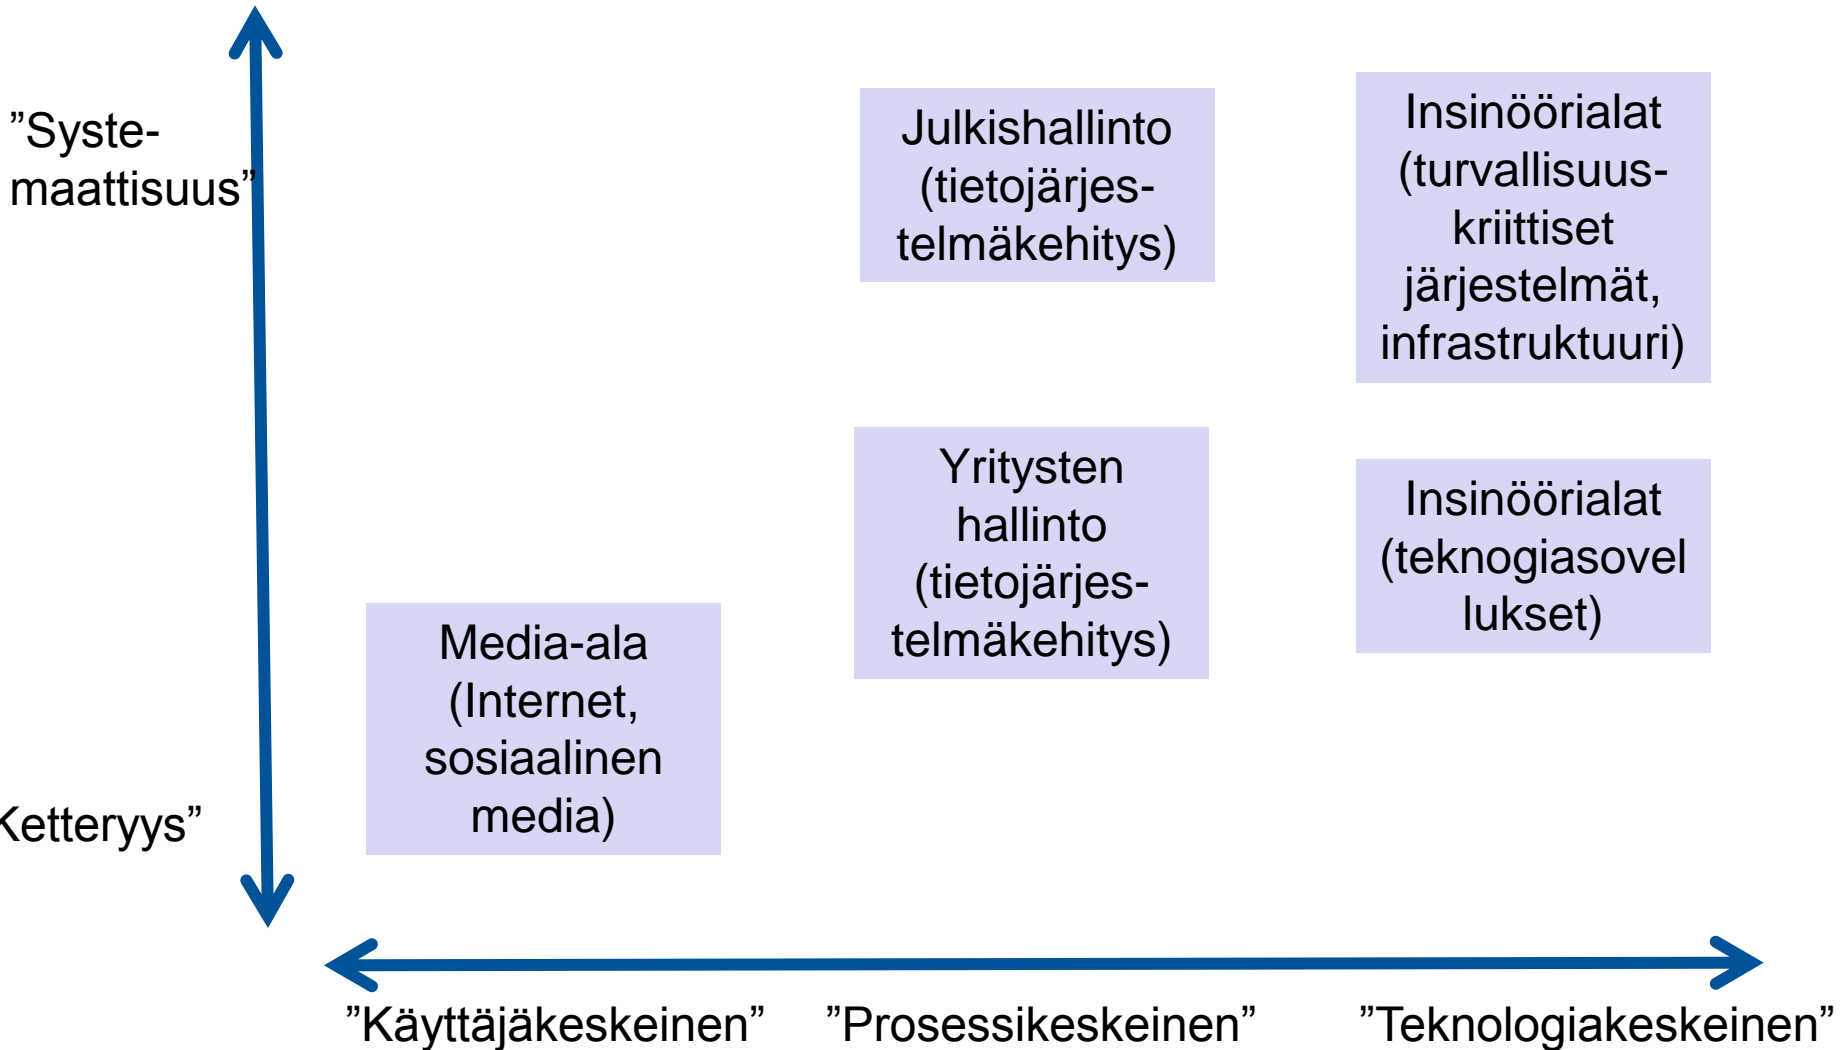 ”Syste-
maattisuus”
Julkishallinto
(tietojärjes-
telmäkehitys)
Insinöörialat
(turvallisuus-
kriittiset
järjestelmät,
infrastruktuuri)
Yritysten
hallinto
(tietojärjes-
telmäkehitys)
Insinöörialat
(teknogiasovel
lukset)
Media-ala
(Internet,
sosiaalinen
media)
Ketteryys”
”Käyttäjäkeskeinen” ”Prosessikeskeinen” ”Teknologiakeskeinen”